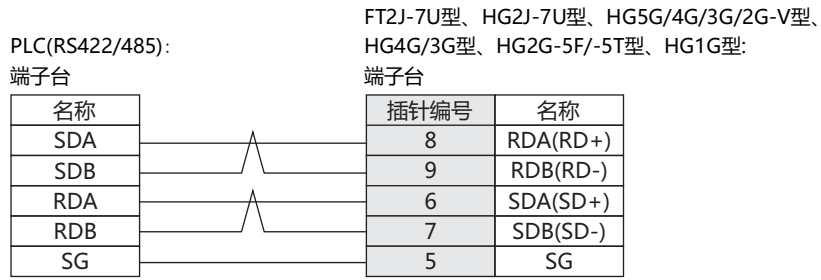 FT2J-7U型、HG2J-7U型、HG5G/4G/3G/2G-V型、
PLC(RS422/485): HG4G/3G型、HG2G-5F/-5T型、HG1G型:
端子台 端子台
名称 插针编号 名称
SDA 8 RDA(RD+)
SDB 9 RDB(RD-)
RDA 6 SDA(SD+)
RDB 7 SDB(SD-)
SG 5 SG